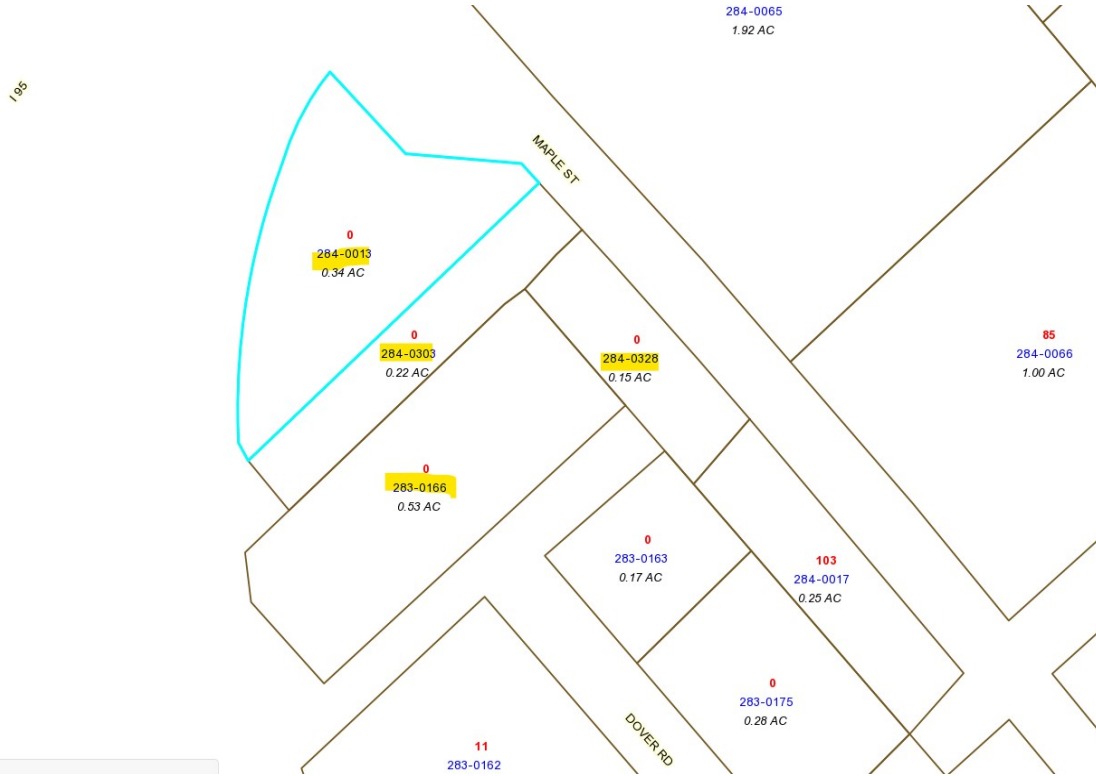 284-0065
1.92 AC
I 95
MAPLE ST
0
284-0013
0.34 AC
0
284-0303
0.22 AC
0
284-0328
0.15 AC
85
284-0066
1.00 AC
0
283-0166
0.53 AC
0
283-0163
0.17 AC
103
284-0017
0.25 AC
0
283-0175
0.28 AC
DOVER RD
11
283-0162